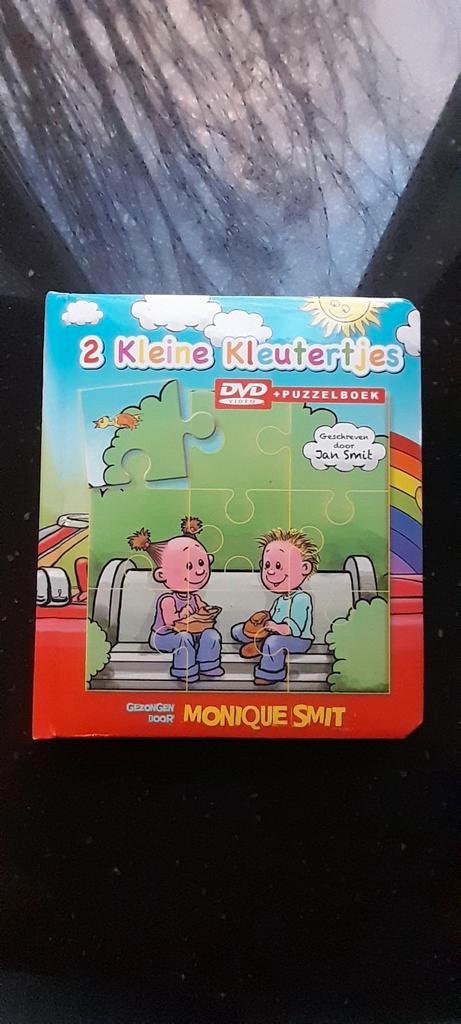 2 Kleine Kleutertjes
DVD VIDEO + PUZZELBOEK
Geschreven
door
Jan Smit
GEZONGEN
DOOR
MONIQUE SMIT